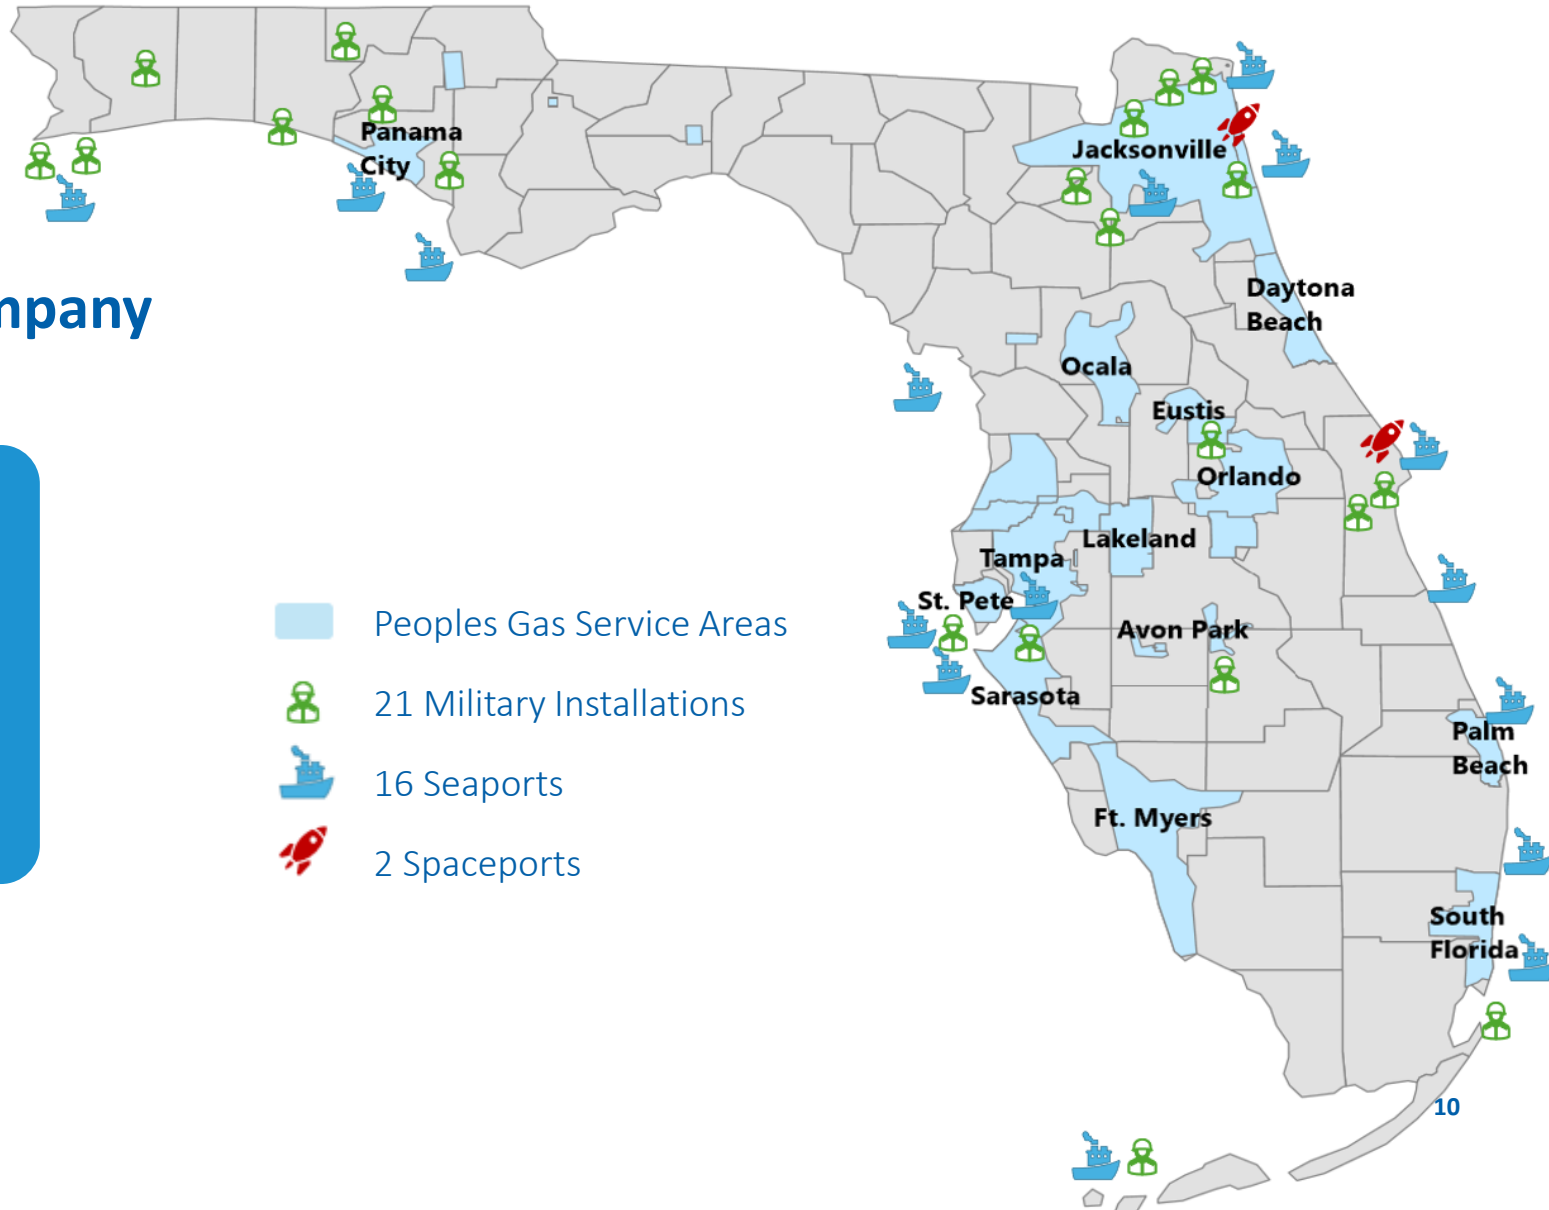 Panama
City
Jacksonville
mpany
Daytona
Beach
Ocala
Eustis
Orlando
Lakeland
Tampa
St. Pete
Avon Park
Sarasota
Peoples Gas Service Areas
21 Military Installations
16 Seaports
2 Spaceports
Palm
Beach
Ft. Myers
South
Florida
10